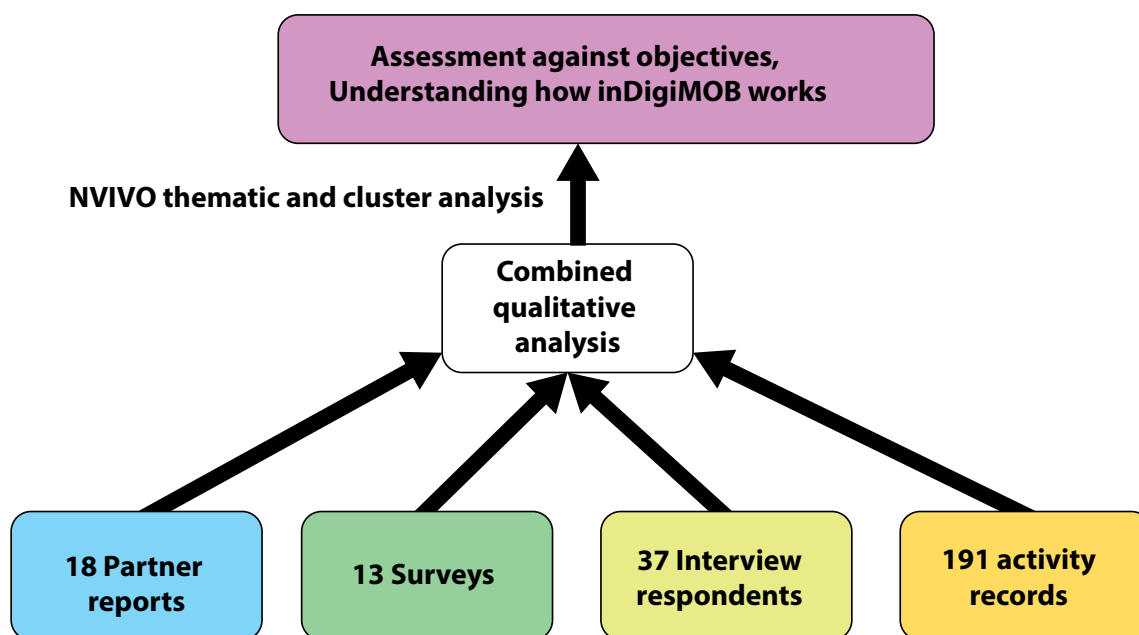 Assessment against objectives,
Understanding how inDigiMOB works
NVIVO thematic and cluster analysis
Combined
qualitative
analysis
18 Partner
reports
13 Surveys
37 Interview
respondents
191 activity
records